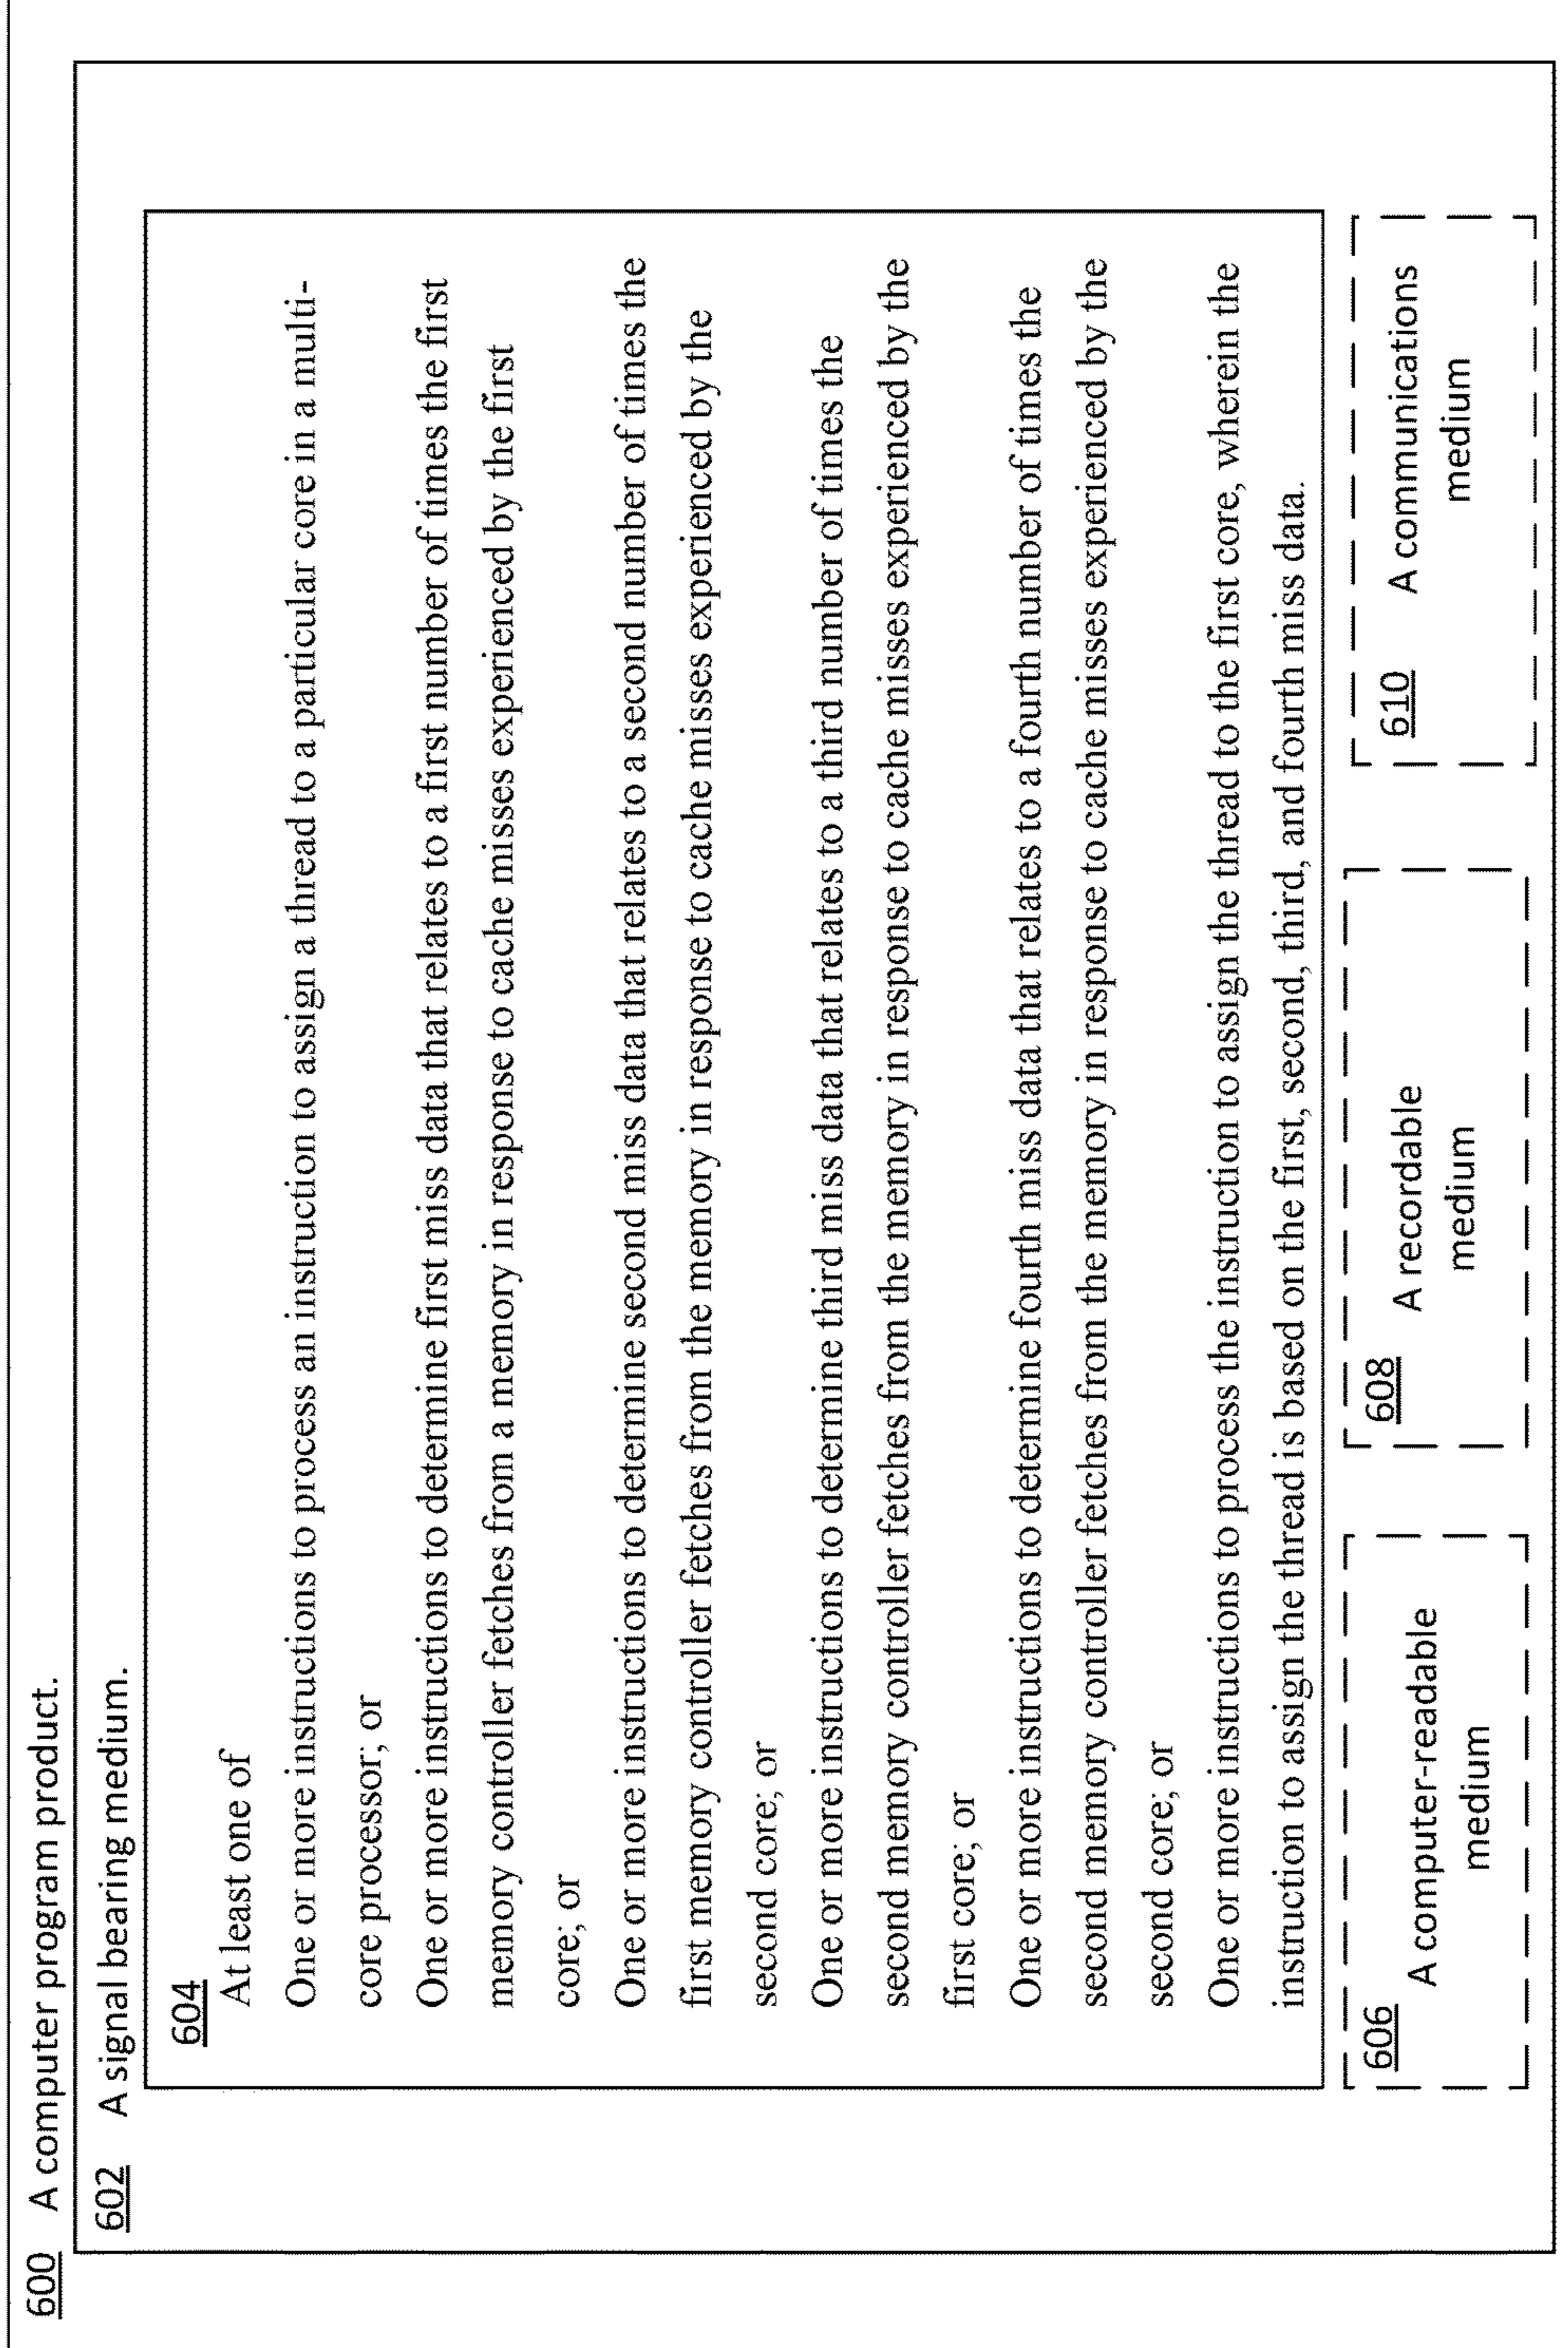 600 A computer program product.
602 A signal bearing medium.
604
At least one of
One or more instructions to process an instruction to assign a thread to a particular core in a multi-
core processor; or
One or more instructions to determine first miss data that relates to a first number of times the first
memory controller fetches from a memory in response to cache misses experienced by the first
core; or
One or more instructions to determine second miss data that relates to a second number of times the
first memory controller fetches from the memory in response to cache misses experienced by the
second core; or
One or more instructions to determine third miss data that relates to a third number of times the
second memory controller fetches from the memory in response to cache misses experienced by the
first core; or
One or more instructions to determine fourth miss data that relates to a fourth number of times the
second memory controller fetches from the memory in response to cache misses experienced by the
second core; or
One or more instructions to process the instruction to assign the thread to the first core, wherein the
instruction to assign the thread is based on the first, second, third, and fourth miss data.
606 A computer-readable
medium
608 A recordable
medium
610 A communications
medium